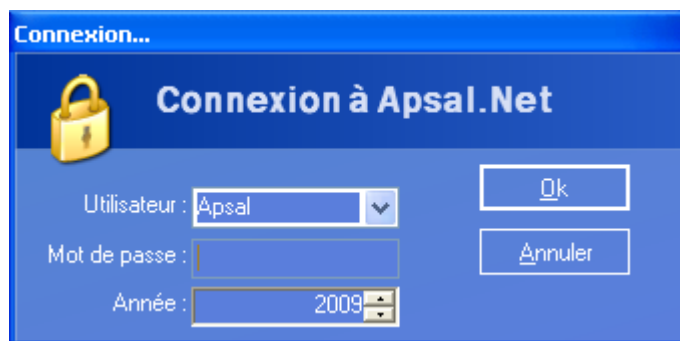 Connexion...
Connexion à Apsal.Net
Utilisateur : Apsal
Ok
Mot de passe :
Annuler
Année : 2009